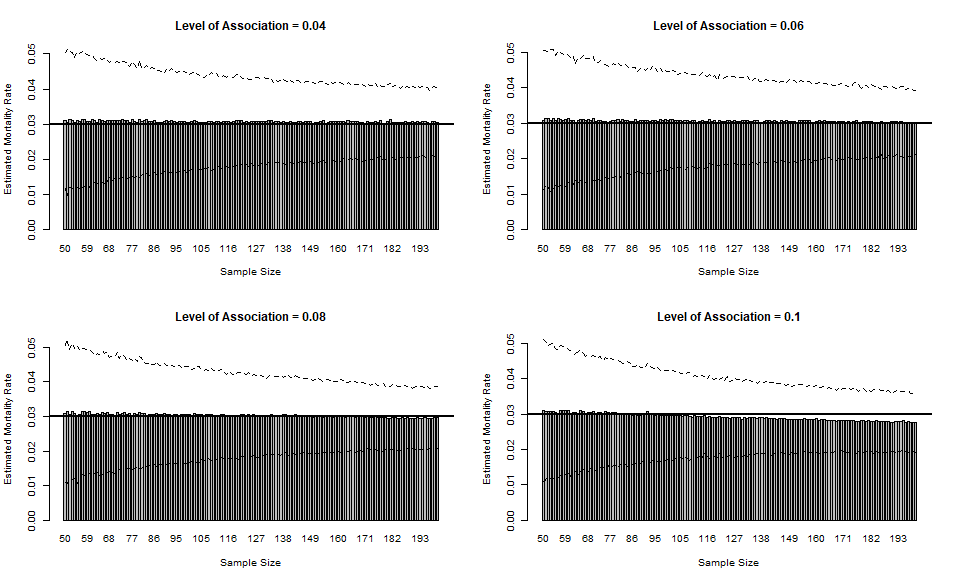 Level of Association = 0.04
Estimated Mortality Rate
0.00 0.01 0.02 0.03 0.04 0.05
50 59 68 77 86 95 105 116 127 138 149 160 171 182 193
Sample Size
Level of Association = 0.06
Estimated Mortality Rate
0.00 0.01 0.02 0.03 0.04 0.05
50 59 68 77 86 95 105 116 127 138 149 160 171 182 193
Sample Size
Level of Association = 0.08
Estimated Mortality Rate
0.00 0.01 0.02 0.03 0.04 0.05
50 59 68 77 86 95 105 116 127 138 149 160 171 182 193
Sample Size
Level of Association = 0.1
Estimated Mortality Rate
0.00 0.01 0.02 0.03 0.04 0.05
50 59 68 77 86 95 105 116 127 138 149 160 171 182 193
Sample Size